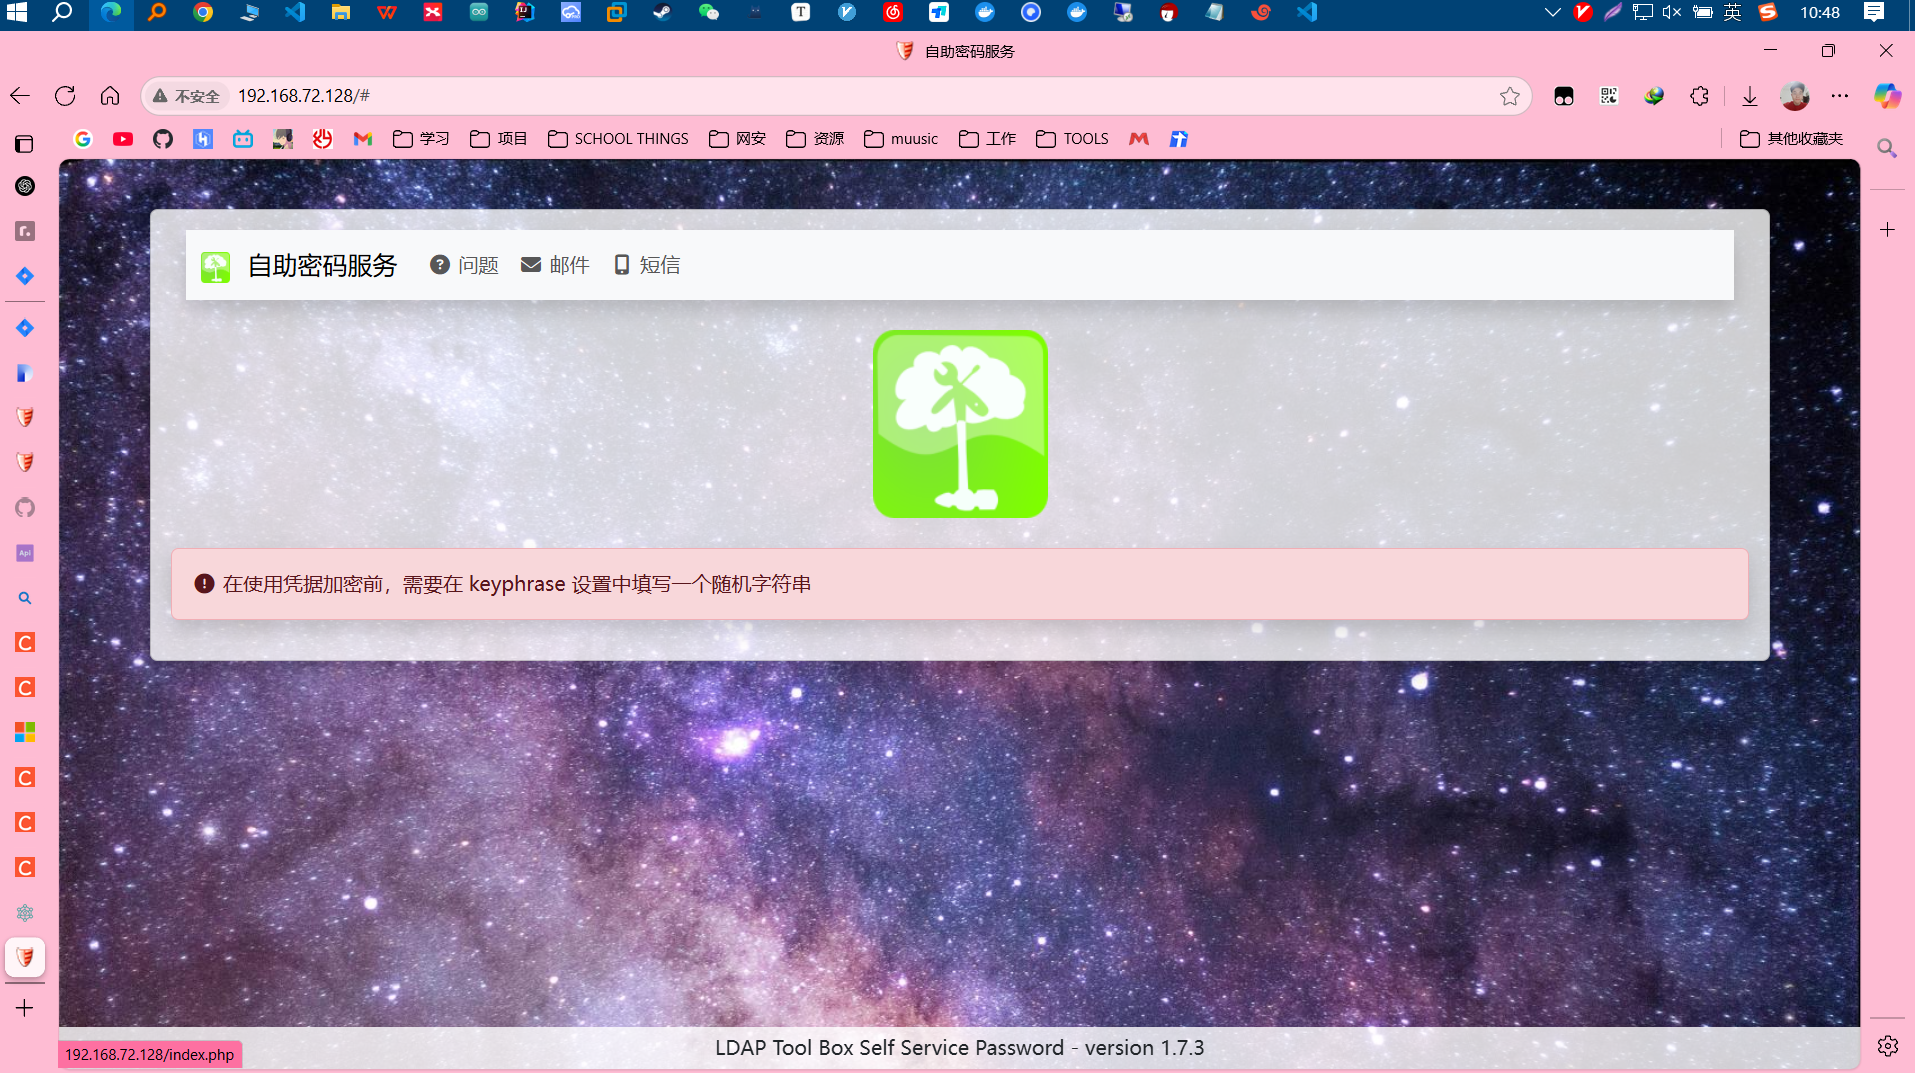 英
10:48
自助密码服务
不安全
192.168.72.128/#
学习
项目
SCHOOL THINGS
网安
资源
muusic
工作
TOOLS
其他收藏夹
自助密码服务
问题
邮件
短信
在使用凭据加密前，需要在 keyphrase 设置中填写一个随机字符串
LDAP Tool Box Self Service Password - version 1.7.3
192.168.72.128/index.php